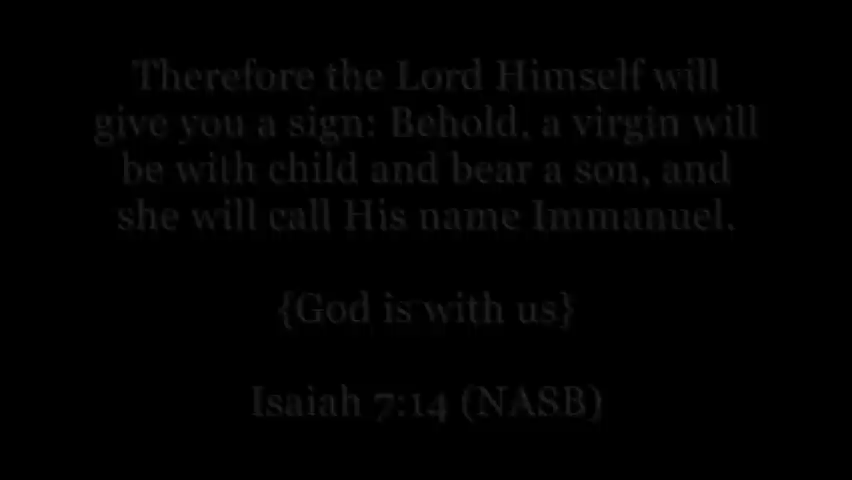 Therefore the Lord Himself will
give you a sign: Behold, a virgin will
be with child and bear a son, and
she will call His name Immanuel.
{God is with us}
Isaiah 7:14 (NASB)